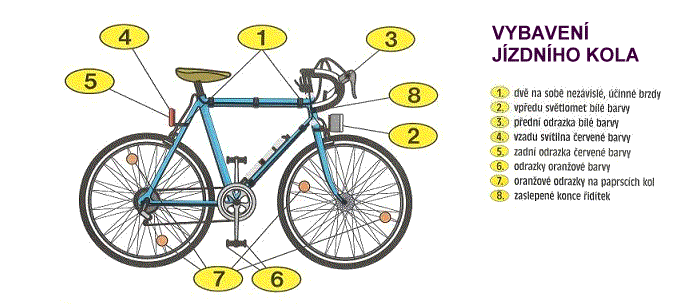 VYBAVENÍ
JÍZDNÍHO KOLA
4
1
3
5
8
2
7
6
1. dvě na sobě nezávislé, účinné brzdy
2. vpředu světlomet bílé barvy
3. přední odrazka bílé barvy
4. vzadu svítilna červené barvy
5. zadní odrazka červené barvy
6. odrazky oranžové barvy
7. oranžové odrazky na paprscích kol
8. zaslepené konce řidítek